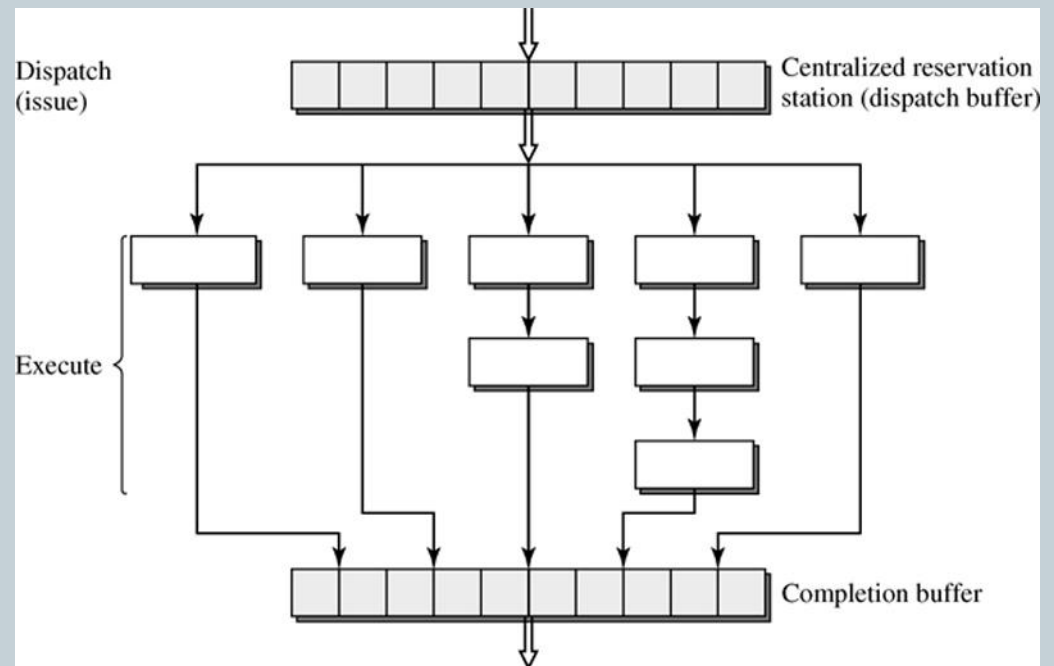 Dispatch
(issue)
Centralized reservation
station (dispatch buffer)
Execute
Completion buffer